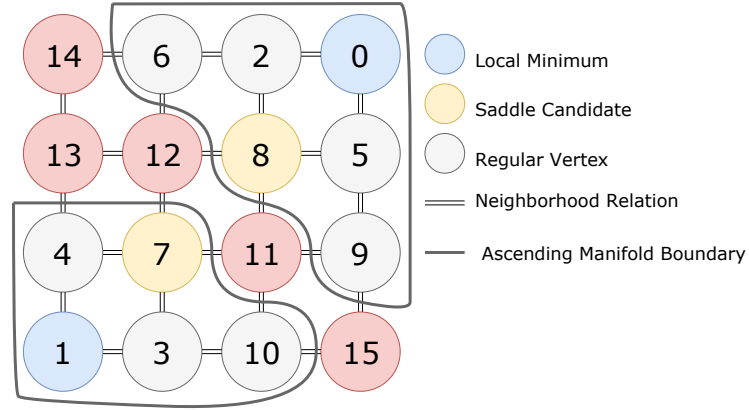 14 6 2 0
13 12 8 5
4 7 11 9
1 3 10 15
Local Minimum
Saddle Candidate
Regular Vertex
Neighborhood Relation
Ascending Manifold Boundary